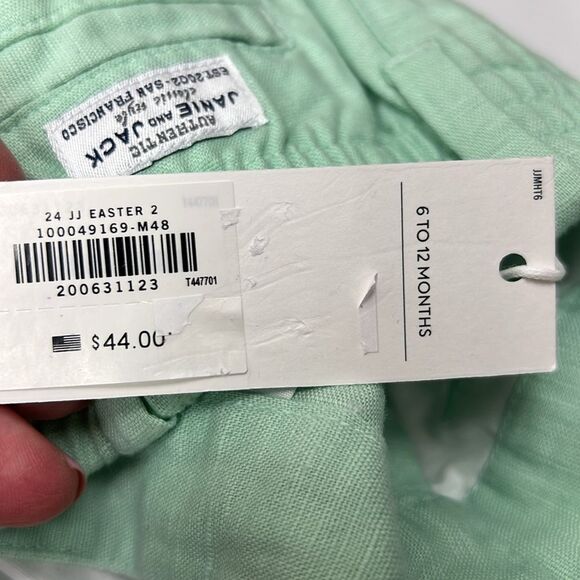 AUTHENTIC
JANIE AND JACK
classic style
EST.2002-SAN FRANCISCO
24 JJ EASTER 2
100049169-M48
200631123
T447701
$44.00
6 TO 12 MONTHS
JJMHT6